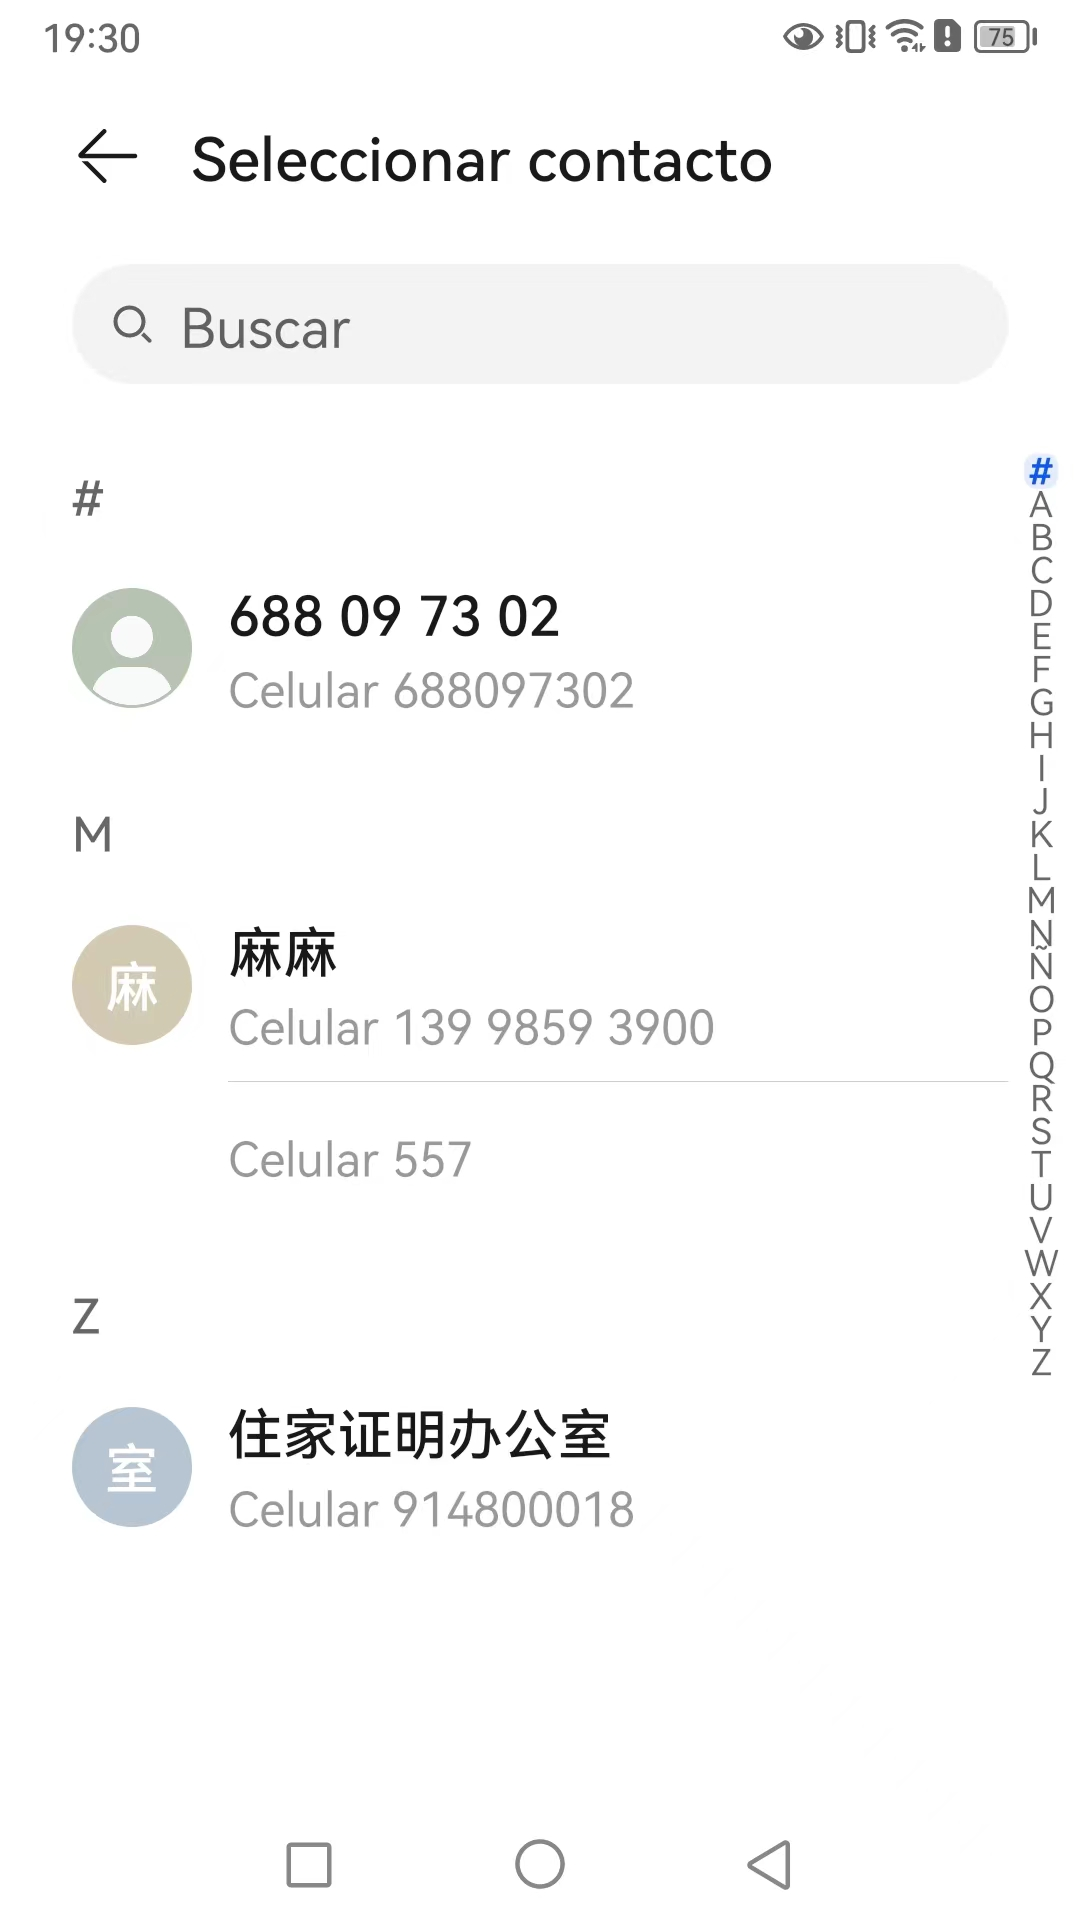 19:30
75
Seleccionar contacto
Buscar
#
688 09 73 02
Celular 688097302
M
麻
麻麻
Celular 139 9859 3900
Celular 557
Z
室
住家证明办公室
Celular 914800018
#
A
B
C
D
E
F
G
H
I
J
K
L
M
N
Ñ
O
P
Q
R
S
T
U
V
W
X
Y
Z